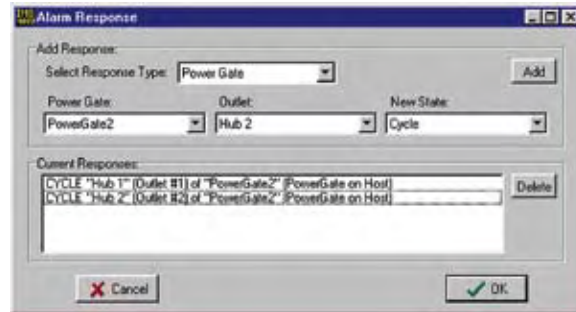 Alarm Response
Add Response:
Select Response Type: Power Gate
Add
Power Gate: Outlet: New State:
PowerGate2 Hub 2 Cycle
Current Responses:
CYCLE "Hub 1" (Outlet #1) of "PowerGate2" (PowerGate on Host)
CYCLE "Hub 2" (Outlet #2) of "PowerGate2" (PowerGate on Host)
Delete
Cancel OK